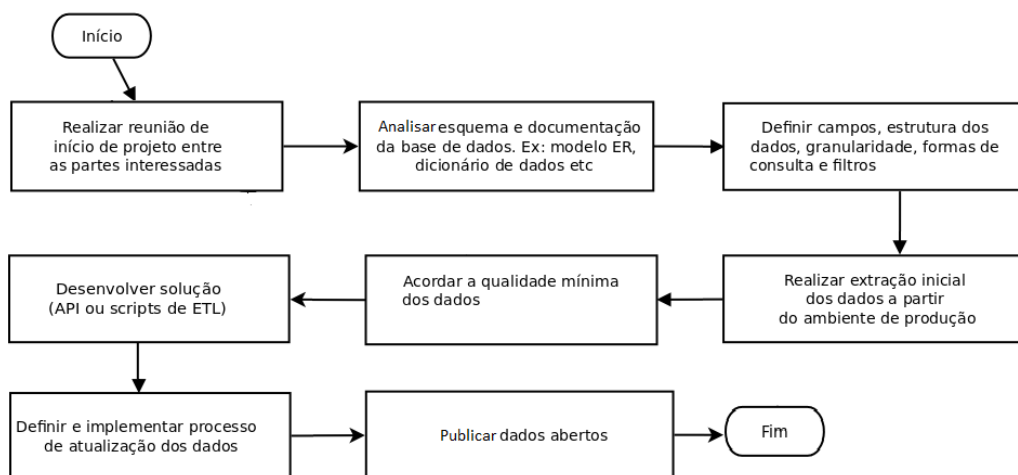 Início
Realizar reunião de
início de projeto entre
as partes interessadas
Analisar esquema e documentação
da base de dados. Ex: modelo ER,
dicionário de dados etc
Definir campos, estrutura dos
dados, granularidade, formas de
consulta e filtros
Realizar extração inicial
dos dados a partir
do ambiente de produção
Acordar a qualidade mínima
dos dados
Desenvolver solução
(API ou scripts de ETL)
Definir e implementar processo
de atualização dos dados
Publicar dados abertos
Fim